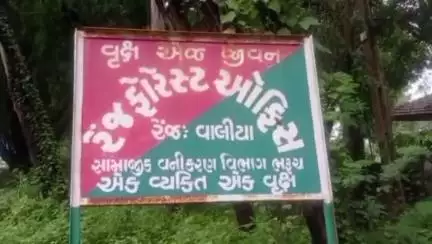 વૃક્ષ એજ જીવન
રેંજ ફોરેસ્ટ ઓફિસ
રેંજઃ વાલીયા
સામાજીક વનીકરણ વિભાગ ભરૂચ
એક વ્યક્તિ એક વૃક્ષ